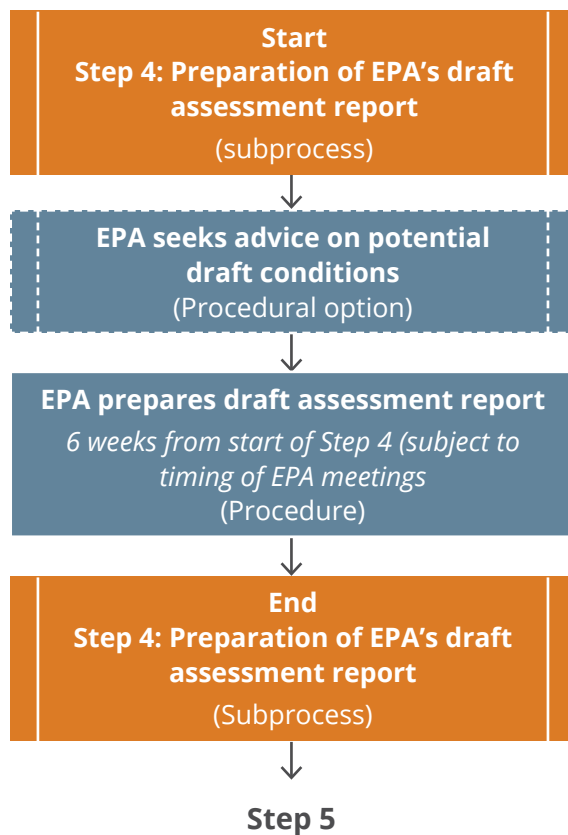 Start
Step 4: Preparation of EPA’s draft
assessment report
(subprocess)
EPA seeks advice on potential
draft conditions
(Procedural option)
EPA prepares draft assessment report
6 weeks from start of Step 4 (subject to
timing of EPA meetings
(Procedure)
End
Step 4: Preparation of EPA’s draft
assessment report
(Subprocess)
Step 5